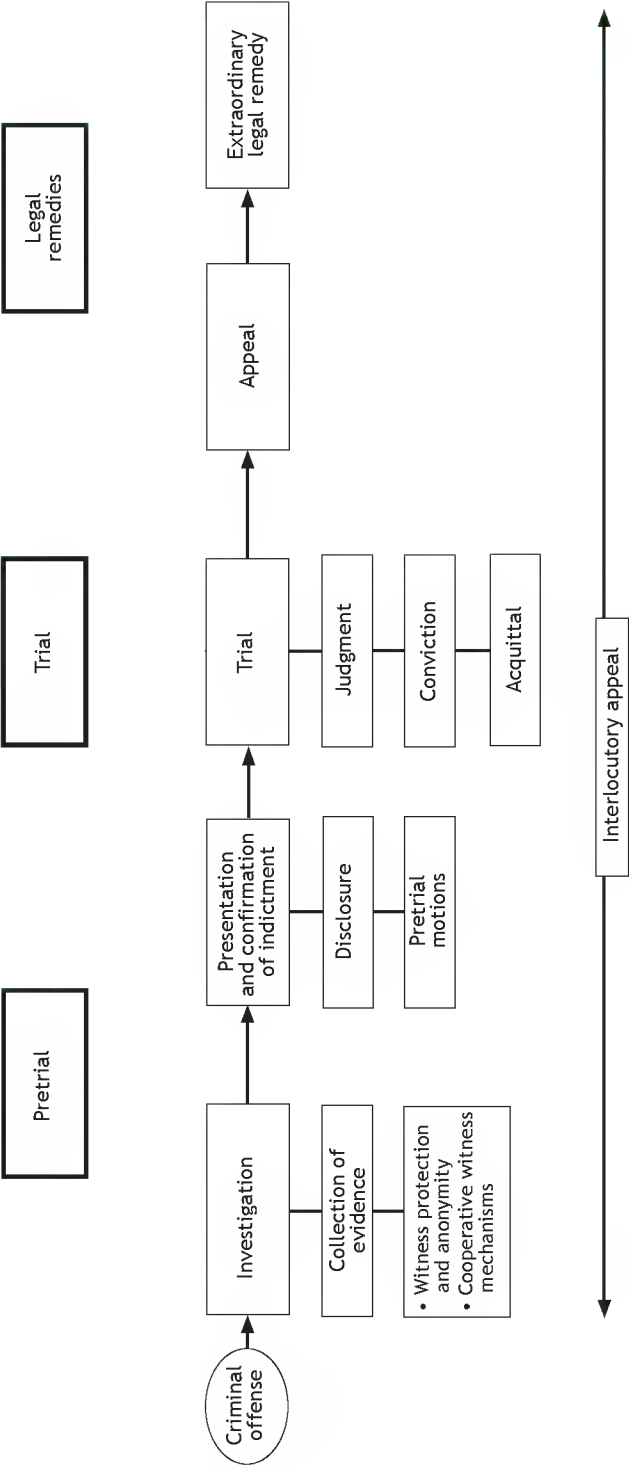 Pretrial
Trial
Legal
remedies
Criminal
offense
Investigation
Collection of
evidence
• Witness protection
and anonymity
• Cooperative witness
mechanisms
Presentation
and confirmation
of indictment
Disclosure
Pretrial
motions
Trial
Judgment
Conviction
Acquittal
Appeal
Extraordinary
legal remedy
Interlocutory appeal